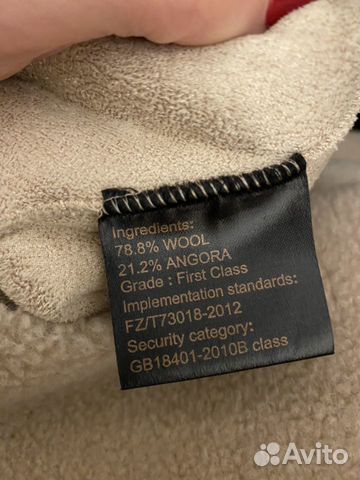 Ingredients:
78.8% WOOL
21.2% ANGORA
Grade : First Class
Implementation standards:
FZ/T73018-2012
Security category:
GB18401-2010B class
Avito